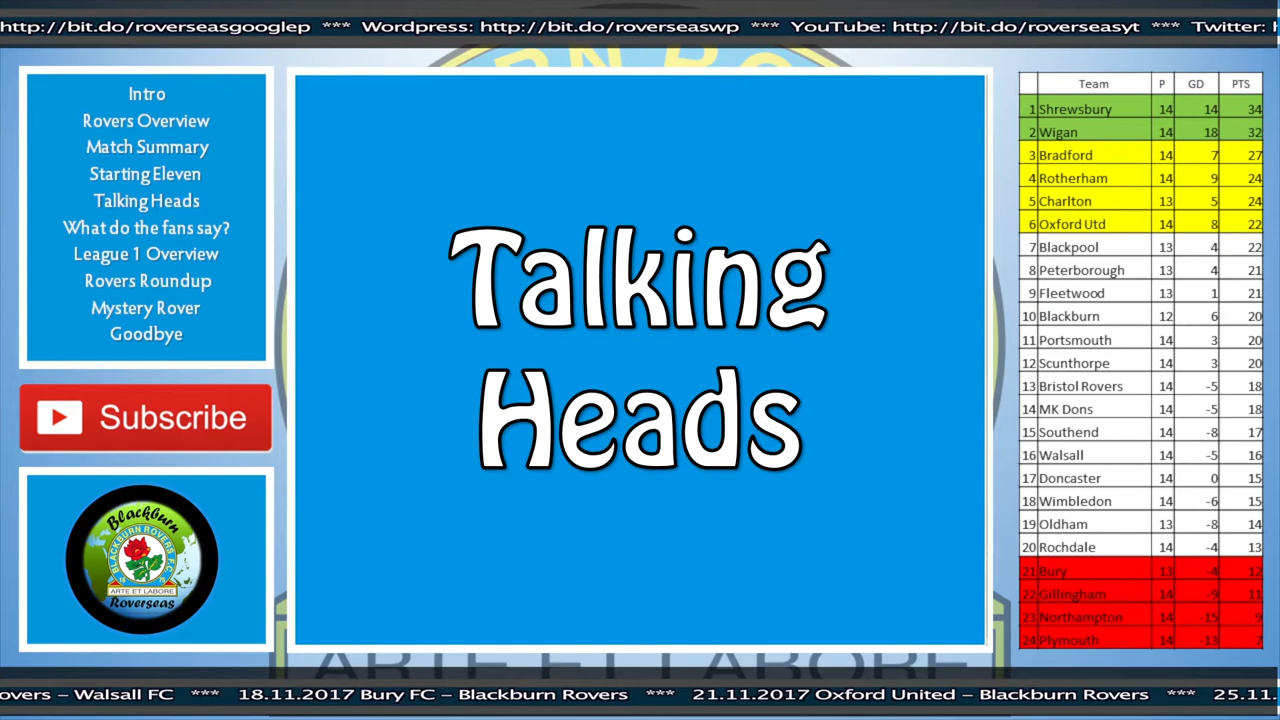 http://bit.do/roverseasgooglep *** Wordpress: http://bit.do/roverseaswp *** YouTube: http://bit.do/roverseasyt *** Twitter:
Intro
Rovers Overview
Match Summary
Starting Eleven
Talking Heads
What do the fans say?
League 1 Overview
Rovers Roundup
Mystery Rover
Goodbye
Subscribe
Blackburn
BLACKBURN ROVERS F.C.
18 75
ARTE ET LABORE
Roverseas
Talking
Heads
Team P GD PTS
1 Shrewsbury 14 14 34
2 Wigan 14 18 32
3 Bradford 14 7 27
4 Rotherham 14 9 24
5 Charlton 13 5 24
6 Oxford Utd 14 8 22
7 Blackpool 13 4 22
8 Peterborough 13 4 21
9 Fleetwood 13 1 21
10 Blackburn 12 6 20
11 Portsmouth 14 3 20
12 Scunthorpe 14 3 20
13 Bristol Rovers 14 -5 18
14 MK Dons 14 -5 18
15 Southend 14 -8 17
16 Walsall 14 -5 16
17 Doncaster 14 0 15
18 Wimbledon 14 -6 15
19 Oldham 13 -8 14
20 Rochdale 14 -4 13
21 Bury 13 -4 12
22 Gillingham 14 -9 11
23 Northampton 14 -15 9
24 Plymouth 14 -13 7
ARTE ET LABORE
overs – Walsall FC *** 18.11.2017 Bury FC – Blackburn Rovers *** 21.11.2017 Oxford United – Blackburn Rovers *** 25.11.